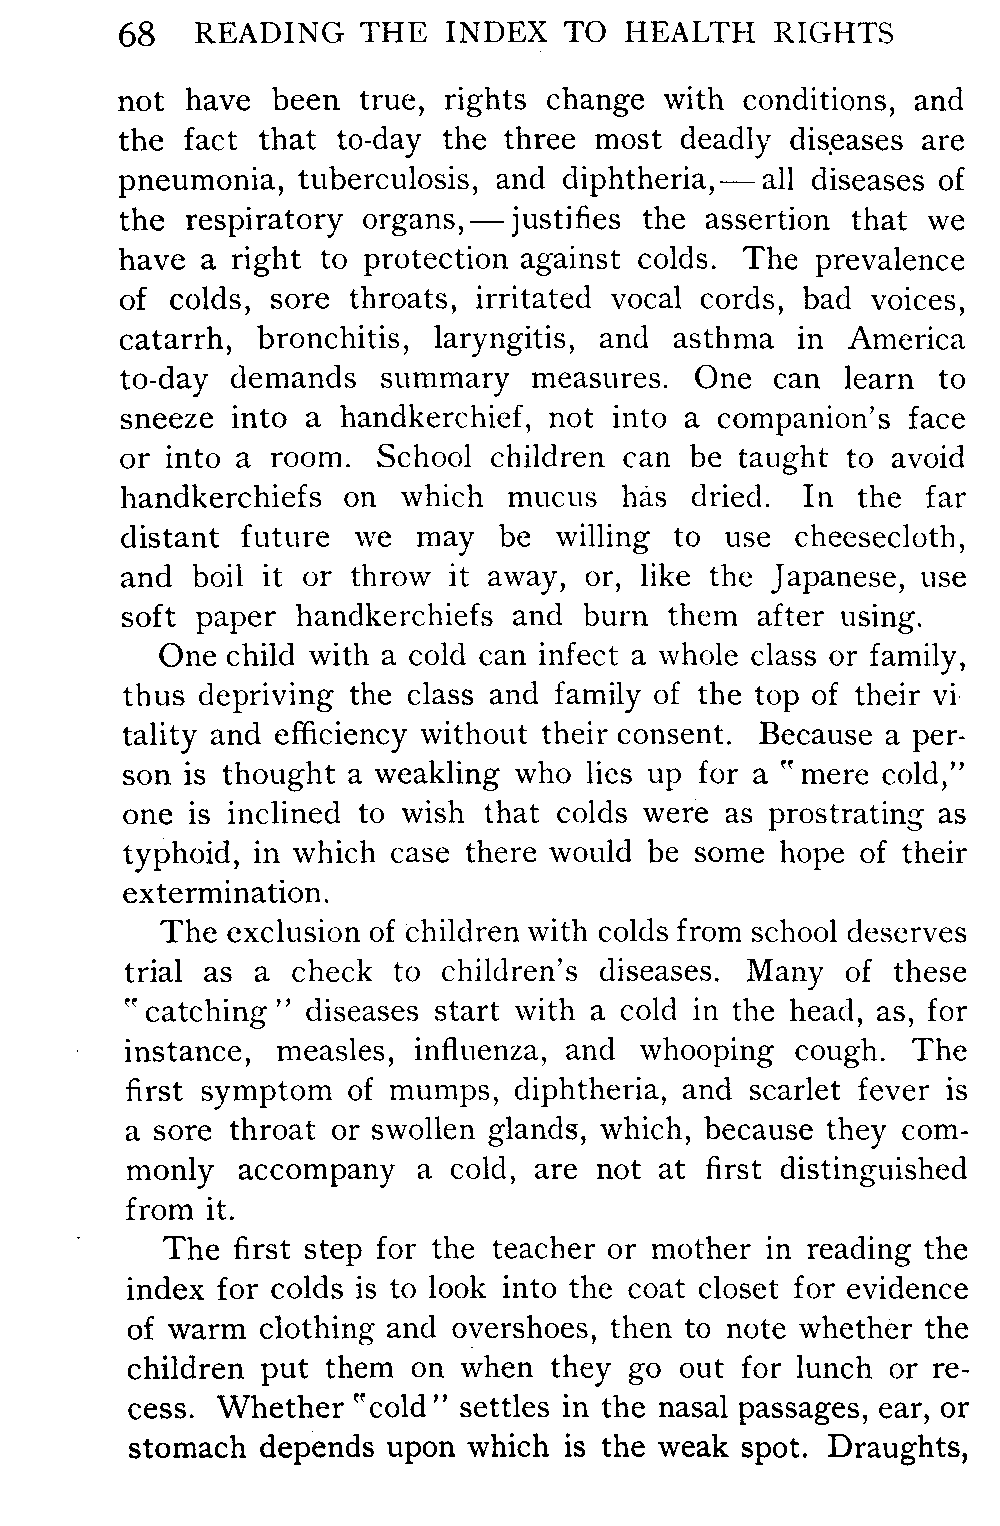 68 READING THE INDEX TO HEALTH RIGHTS
not have been true, rights change with conditions, and
the fact that to-day the three most deadly diseases are
pneumonia, tuberculosis, and diphtheria,—all diseases of
the respiratory organs,—justifies the assertion that we
have a right to protection against colds. The prevalence
of colds, sore throats, irritated vocal cords, bad voices,
catarrh, bronchitis, laryngitis, and asthma in America
to-day demands summary measures. One can learn to
sneeze into a handkerchief, not into a companion's face
or into a room. School children can be taught to avoid
handkerchiefs on which mucus has dried. In the far
distant future we may be willing to use cheesecloth,
and boil it or throw it away, or, like the Japanese, use
soft paper handkerchiefs and burn them after using.
One child with a cold can infect a whole class or family,
thus depriving the class and family of the top of their vi-
tality and efficiency without their consent. Because a per-
son is thought a weakling who lies up for a "mere cold,"
one is inclined to wish that colds were as prostrating as
typhoid, in which case there would be some hope of their
extermination.
The exclusion of children with colds from school deserves
trial as a check to children's diseases. Many of these
"catching" diseases start with a cold in the head, as, for
instance, measles, influenza, and whooping cough. The
first symptom of mumps, diphtheria, and scarlet fever is
a sore throat or swollen glands, which, because they com-
monly accompany a cold, are not at first distinguished
from it.
The first step for the teacher or mother in reading the
index for colds is to look into the coat closet for evidence
of warm clothing and overshoes, then to note whether the
children put them on when they go out for lunch or re-
cess. Whether "cold" settles in the nasal passages, ear, or
stomach depends upon which is the weak spot. Draughts,